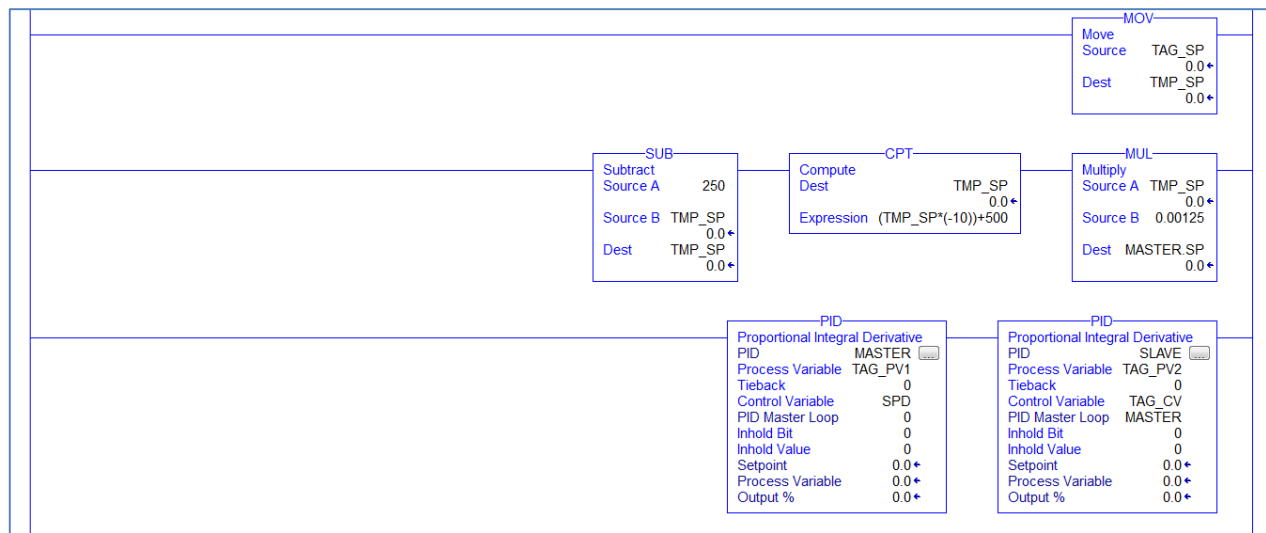 MOV
Move
Source TAG_SP
0.0
Dest TMP_SP
0.0
SUB
Subtract
Source A 250
Source B TMP_SP
0.0
Dest TMP_SP
0.0
CPT
Compute
Dest TMP_SP
0.0
Expression (TMP_SP*(-10))+500
MUL
Multiply
Source A TMP_SP
0.0
Source B 0.00125
Dest MASTER.SP
0.0
PID
Proportional Integral Derivative
PID MASTER ...
Process Variable TAG_PV1
Tieback 0
Control Variable SPD
PID Master Loop 0
Inhold Bit 0
Inhold Value 0
Setpoint 0.0
Process Variable 0.0
Output % 0.0
PID
Proportional Integral Derivative
PID SLAVE ...
Process Variable TAG_PV2
Tieback 0
Control Variable TAG_CV
PID Master Loop MASTER
Inhold Bit 0
Inhold Value 0
Setpoint 0.0
Process Variable 0.0
Output % 0.0